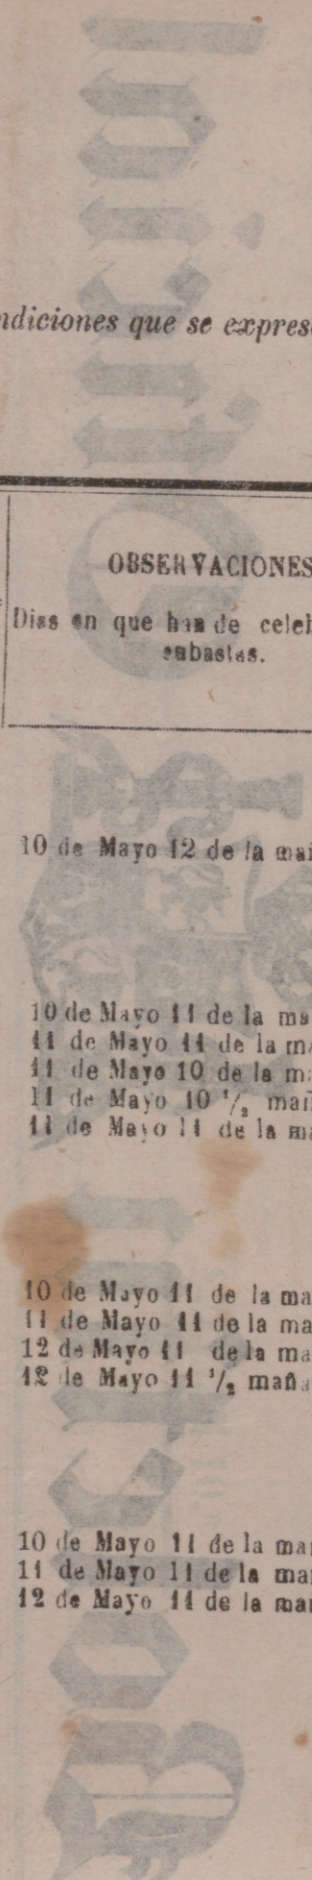 ndiciones que se expres
OBSERVACIONES
Dias en que han de celeb
subastas.
10 de Mayo 12 de la mañ
10 de Mayo 11 de la ma
11 de Mayo 11 de la ma
11 de Mayo 10 de la ma
11 de Mayo 10 1/2 mañ
11 de Mayo 11 de la ma
10 de Mayo 11 de la ma
11 de Mayo 11 de la ma
12 de Mayo 11 de la ma
12 de Mayo 11 1/2 maña
10 de Mayo 11 de la mañ
11 de Mayo 11 de la mañ
12 de Mayo 11 de la mañ